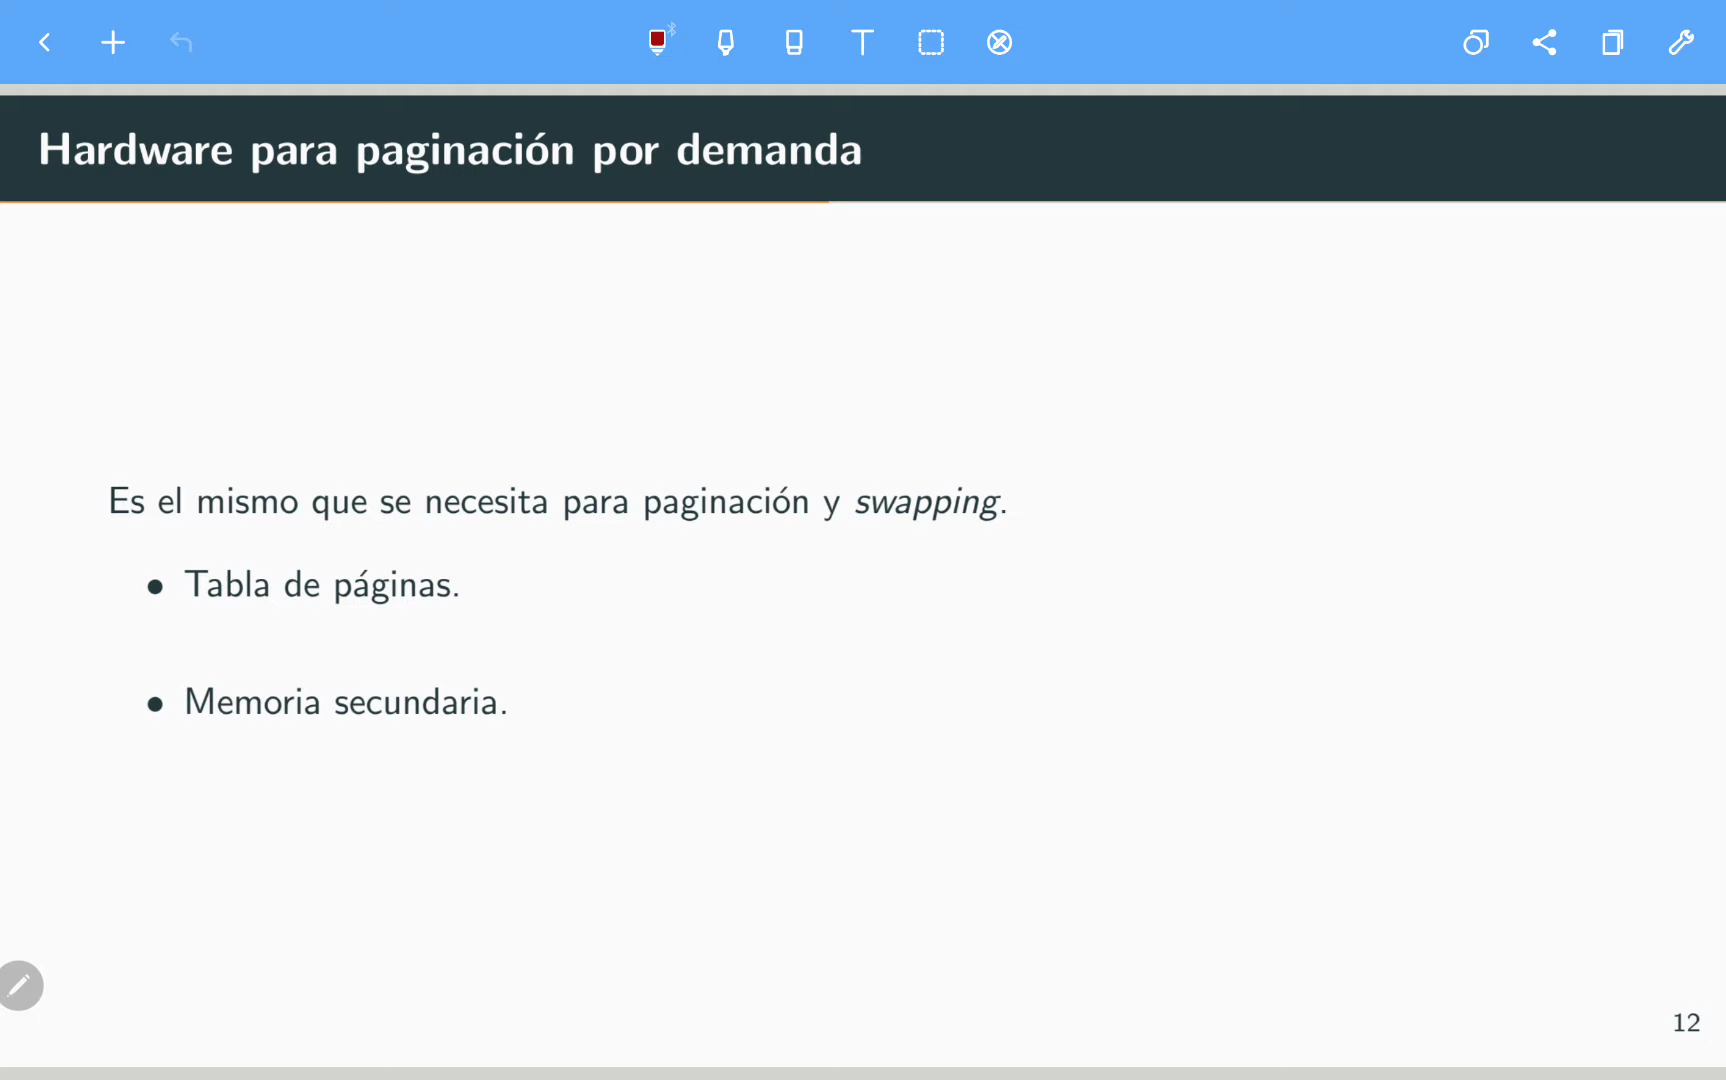 Hardware para paginación por demanda
Es el mismo que se necesita para paginación y swapping.
• Tabla de páginas.
• Memoria secundaria.
12